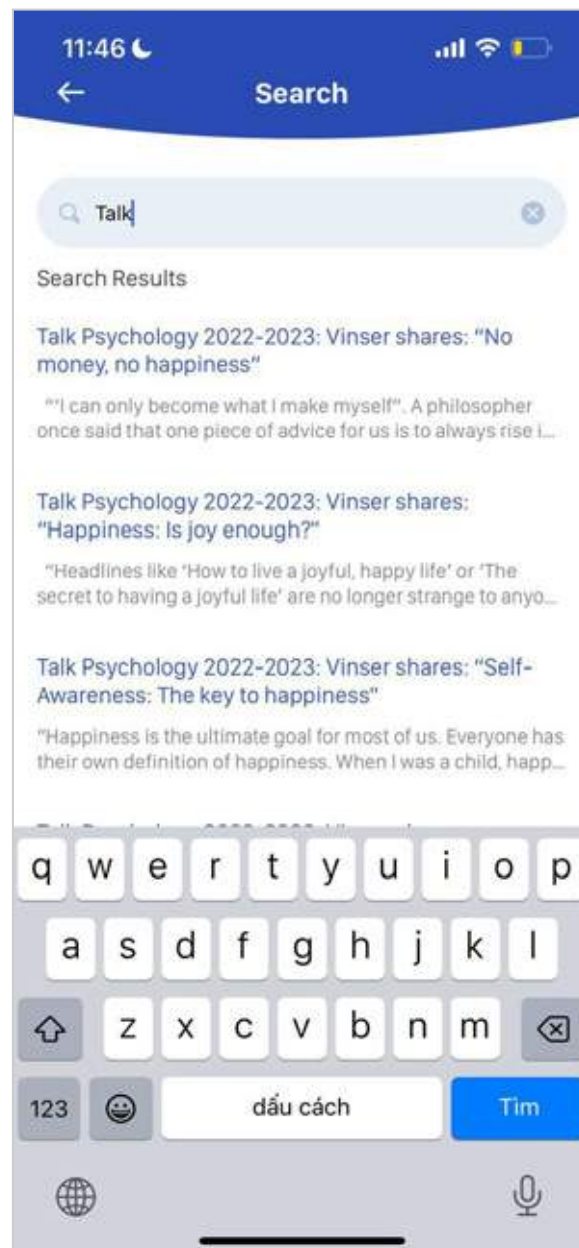 11:46
Search
Talk
Search Results
Talk Psychology 2022-2023: Vinser shares: "No
money, no happiness"
"'I can only become what I make myself". A philosopher
once said that one piece of advice for us is to always rise i...
Talk Psychology 2022-2023: Vinser shares:
"Happiness: Is joy enough?"
"Headlines like 'How to live a joyful, happy life' or 'The
secret to having a joyful life' are no longer strange to anyo...
Talk Psychology 2022-2023: Vinser shares: "Self-
Awareness: The key to happiness"
"Happiness is the ultimate goal for most of us. Everyone has
their own definition of happiness. When I was a child, happ...
q w e r t y u i o p
a s d f g h j k l
z x c v b n m
123 dấu cách Tìm